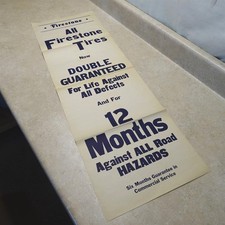 Firestone
All
Firestone
Tires
Now
DOUBLE
GUARANTEED
For Life Against
All Defects
And For
12
Months
Against ALL Road
HAZARDS
Six Months Guarantee in
Commercial Service